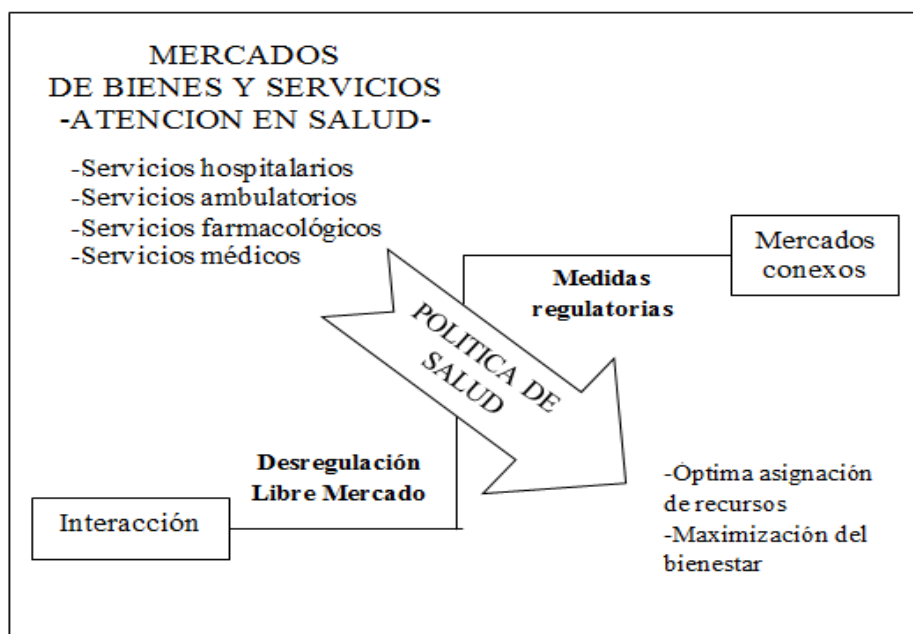 MERCADOS
DE BIENES Y SERVICIOS
-ATENCION EN SALUD-
-Servicios hospitalarios
-Servicios ambulatorios
-Servicios farmacológicos
-Servicios médicos
Mercados
conexos
Medidas
regulatorias
POLITICA DE
SALUD
Desregulación
Libre Mercado
Interacción
-Óptima asignación
de recursos
-Maximización del
bienestar